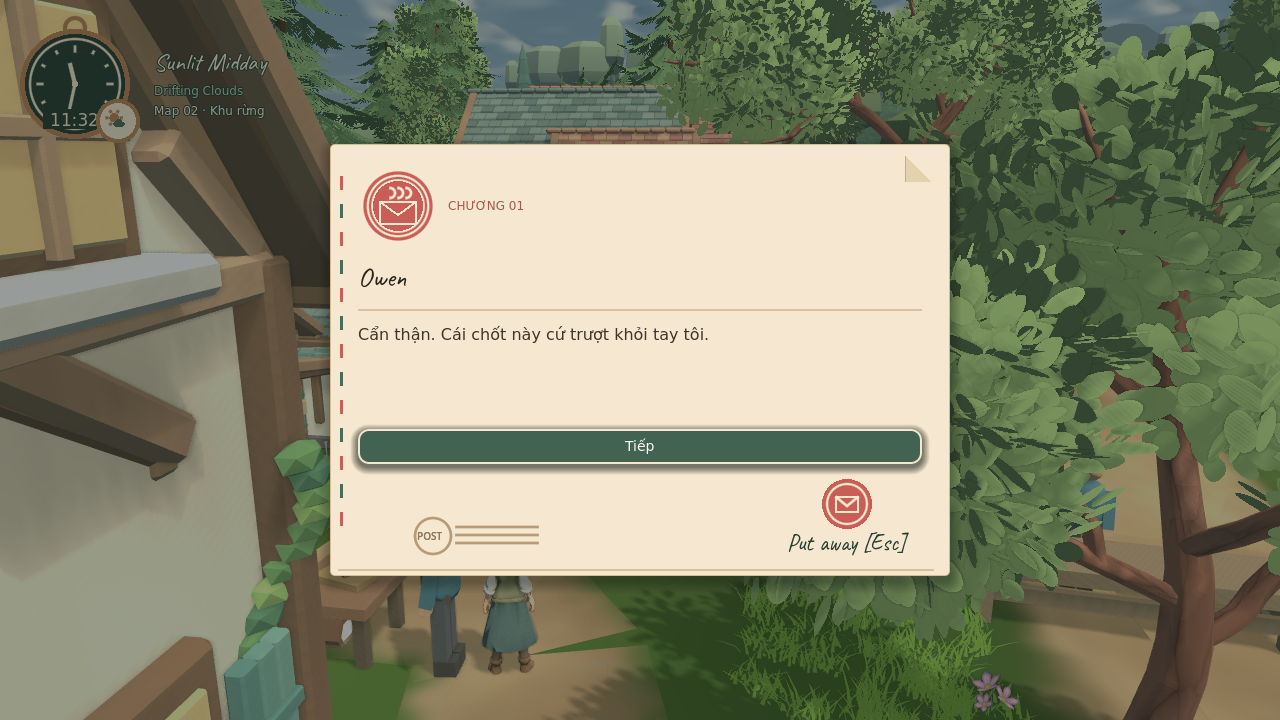 Sunlit Midday
Drifting Clouds
Map 02 · Khu rừng
11:32
CHƯƠNG 01
Owen
Cẩn thận. Cái chốt này cứ trượt khỏi tay tôi.
Tiếp
POST
Put away [Esc]